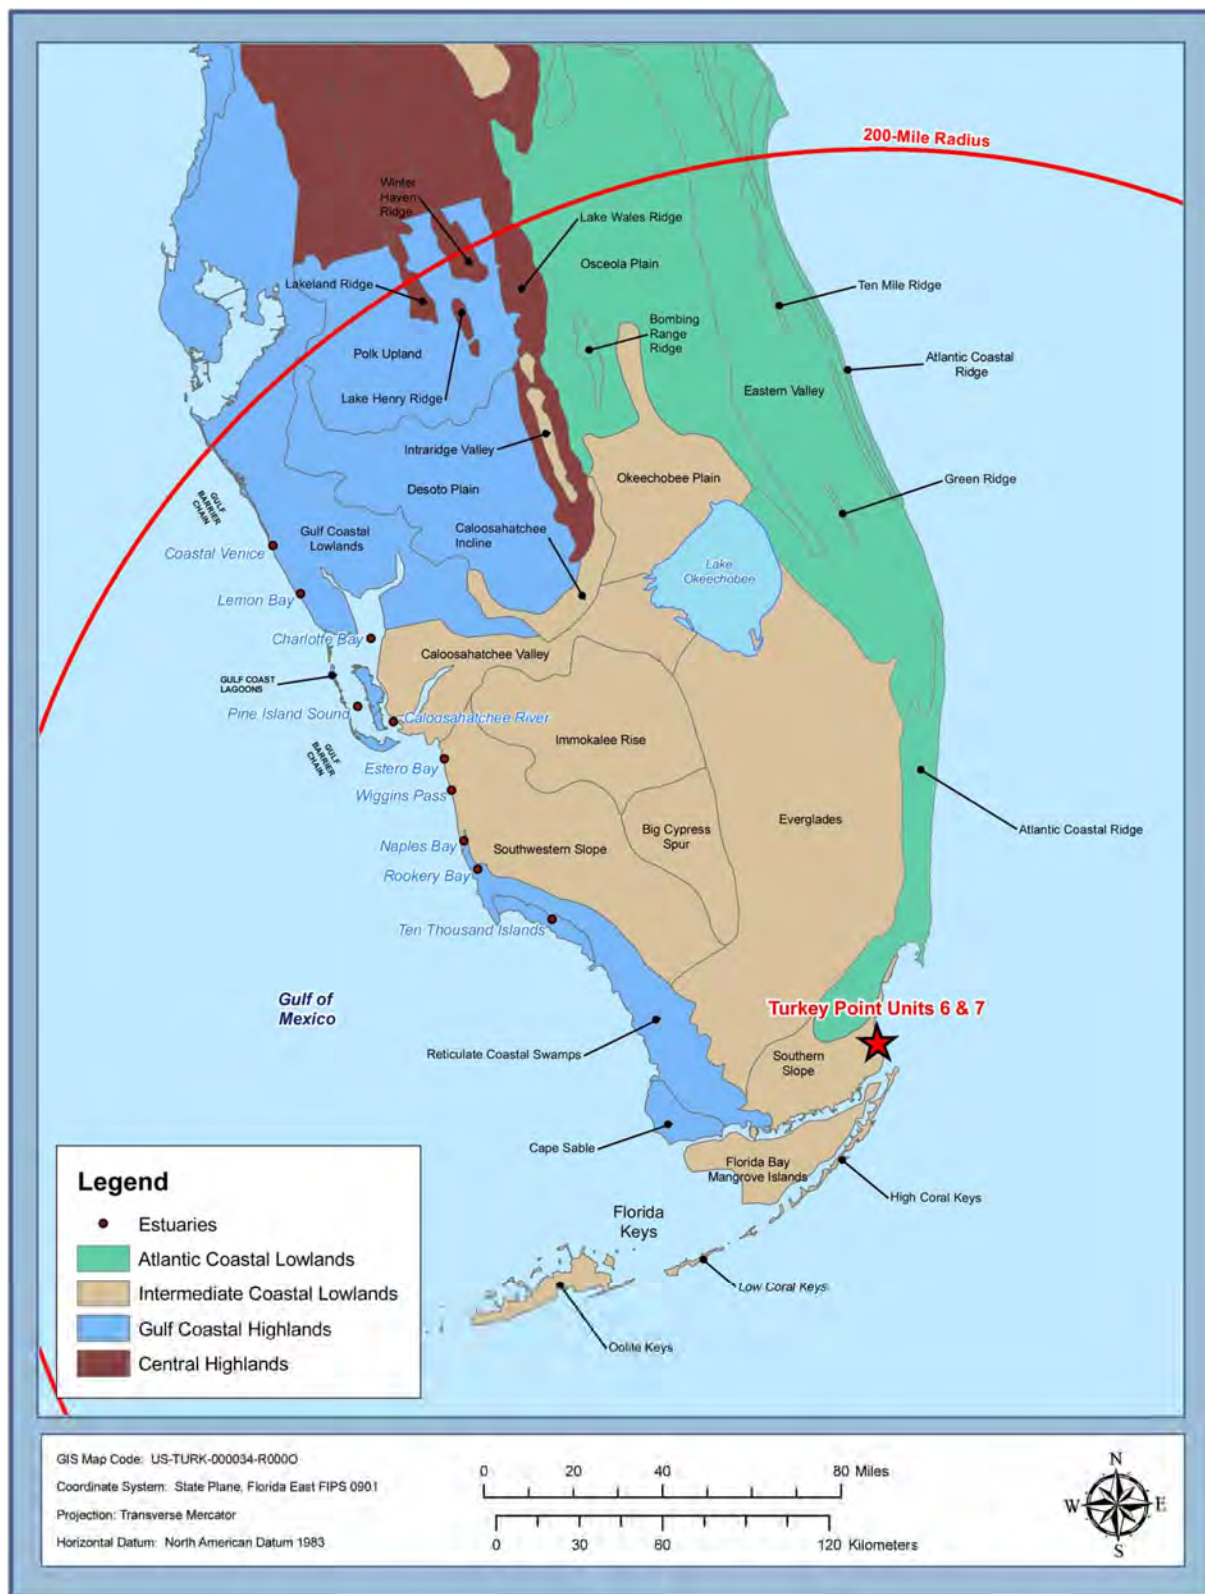 200-Mile Radius
Winter
Haven
Ridge
Lake Wales Ridge
Osceola Plain
Lakeland Ridge
Ten Mile Ridge
Bombing
Range
Ridge
Polk Upland
Atlantic Coastal
Ridge
Eastern Valley
Lake Henry Ridge
Intraridge Valley
Okeechobee Plain
Green Ridge
Desoto Plain
GULF
BARRIER
CHAIN
Gulf Coastal
Lowlands
Caloosahatchee
Incline
Coastal Venice
Lake
Okeechobee
Lemon Bay
Charlotte Bay
Caloosahatchee Valley
GULF COAST
LAGOONS
Pine Island Sound
Caloosahatchee River
Immokalee Rise
GULF
BARRIER
CHAIN
Estero Bay
Wiggins Pass
Everglades
Atlantic Coastal Ridge
Big Cypress
Spur
Naples Bay
Southwestern Slope
Rookery Bay
Ten Thousand Islands
Gulf of
Mexico
Turkey Point Units 6 & 7
Reticulate Coastal Swamps
Southern
Slope
Cape Sable
Florida Bay
Mangrove Islands
High Coral Keys
Florida
Keys
Low Coral Keys
Oolite Keys
Legend
Estuaries
Atlantic Coastal Lowlands
Intermediate Coastal Lowlands
Gulf Coastal Highlands
Central Highlands
GIS Map Code: US-TURK-000034-R000O
Coordinate System: State Plane, Florida East FIPS 0901
Projection: Transverse Mercator
Horizontal Datum: North American Datum 1983
0 20 40 80 Miles
0 30 60 120 Kilometers
N
W E
S